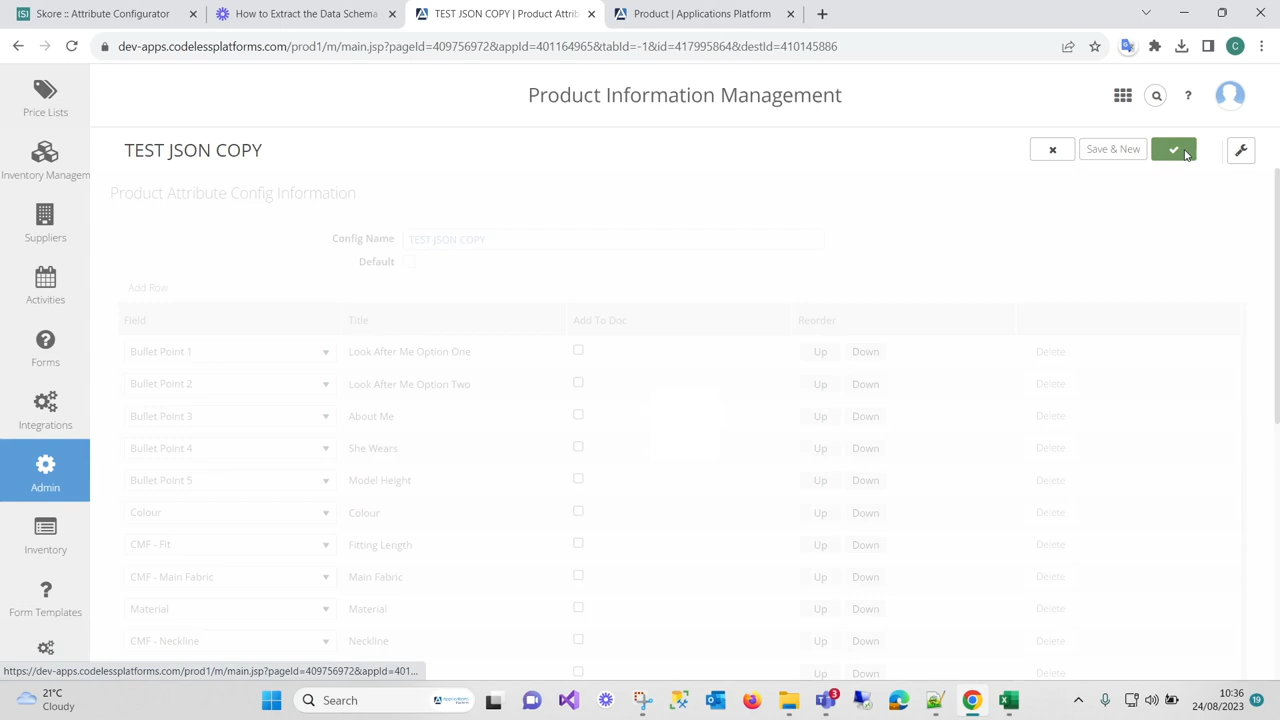 Skore :: Attribute Configurator
How to Extract the Data Schema
TEST JSON COPY | Product Attrib
Product | Applications Platform
dev-apps.codelessplatforms.com/prod1/m/main.jsp?pageId=409756972&appId=401164965&tabId=-1&id=417995864&destId=410145886
C
Product Information Management
Price Lists
Inventory Managem
Suppliers
Activities
Forms
Integrations
Admin
Inventory
Form Templates
TEST JSON COPY
Save & New
Product Attribute Config Information
Config Name TEST JSON COPY
Default
Add Row
Field Title Add To Doc Reorder
Bullet Point 1 Look After Me Option One Up Down Delete
Bullet Point 2 Look After Me Option Two Up Down Delete
Bullet Point 3 About Me Up Down Delete
Bullet Point 4 She Wears Up Down Delete
Bullet Point 5 Model Height Up Down Delete
Colour Colour Up Down Delete
CMF - Fit Fitting Length Up Down Delete
CMF - Main Fabric Main Fabric Up Down Delete
Material Material Up Down Delete
CMF - Neckline Neckline Up Down Delete
Up Down Delete
https://dev-apps.codelessplatforms.com/prod1/m/main.jsp?pageId=409756972&appId=401...
21°C
Cloudy
Search
3
10:36
24/08/2023
19